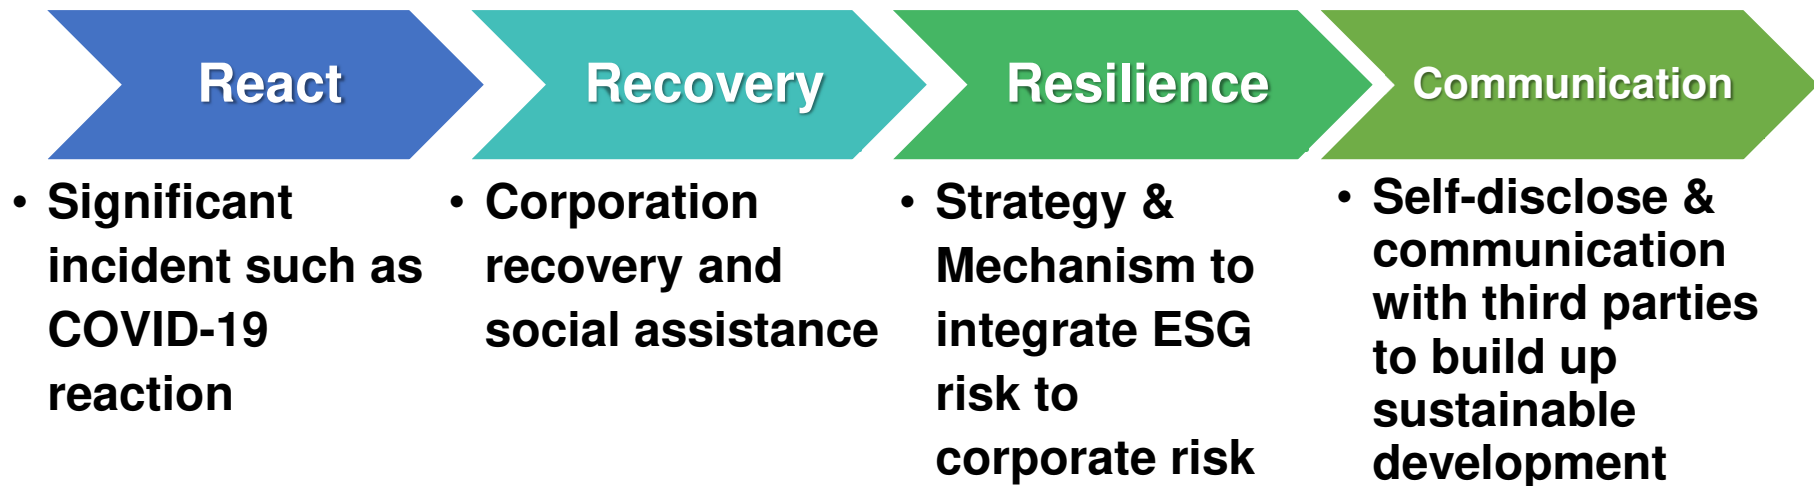 React
• Significant
incident such as
COVID-19
reaction
Recovery
• Corporation
recovery and
social assistance
Resilience
• Strategy &
Mechanism to
integrate ESG
risk to
corporate risk
Communication
• Self-disclose &
communication
with third parties
to build up
sustainable
development